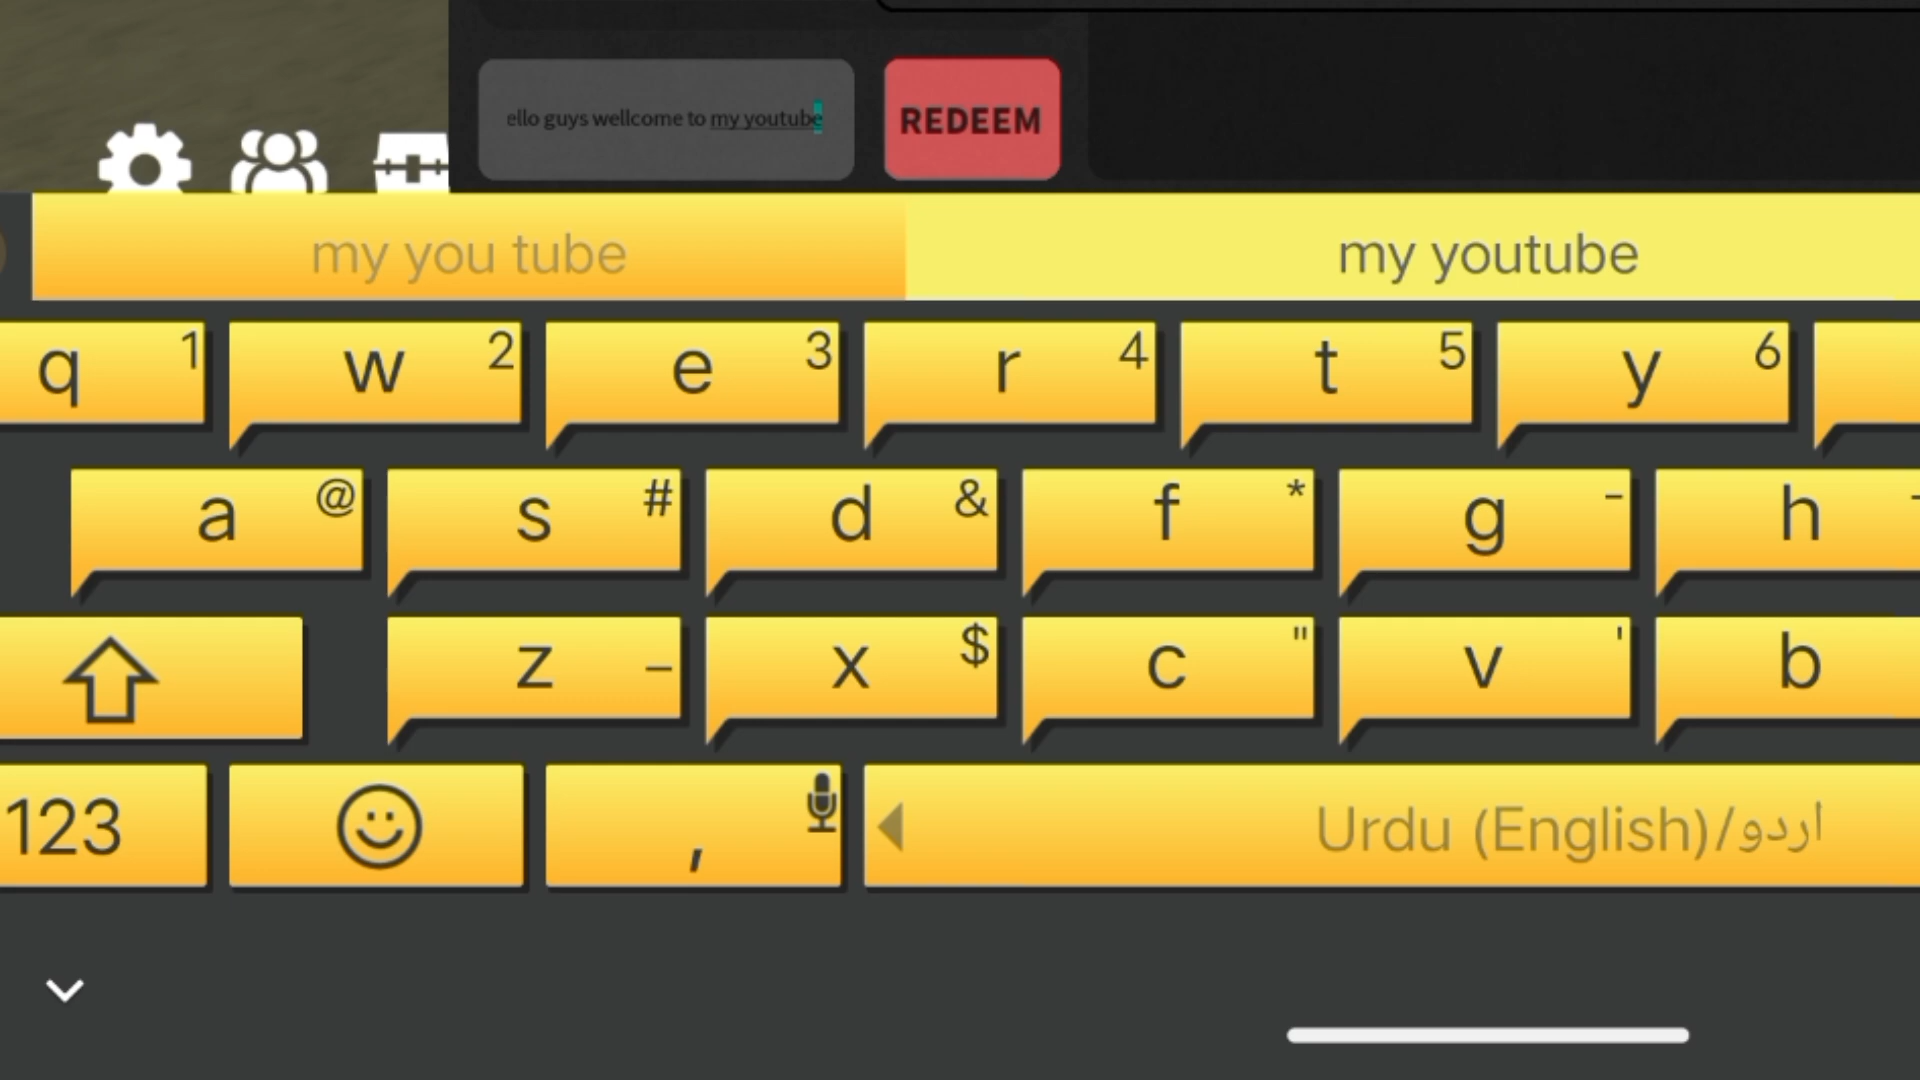 ello guys wellcome to my youtube
REDEEM
my you tube my youtube
q 1 w 2 e 3 r 4 t 5 y 6
a @ s # d & f * g - h
z _ x $ c " v ' b
123 , Urdu (English)/اردو